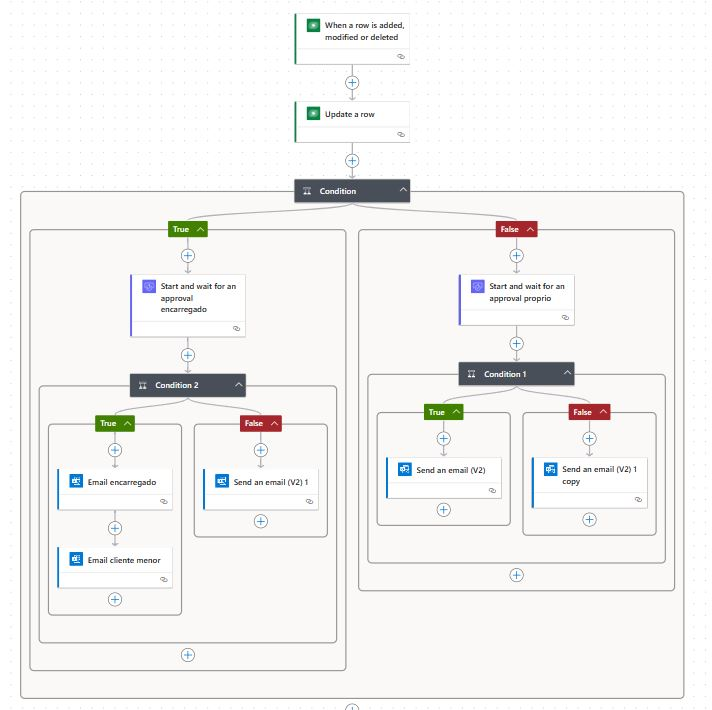 When a row is added,
modified or deleted
Update a row
Condition
True
False
Start and wait for an
approval
encarregado
Start and wait for an
approval proprio
Condition 2
Condition 1
True
False
True
False
Email encarregado
Send an email (V2) 1
Send an email (V2)
Send an email (V2) 1
copy
Email cliente menor